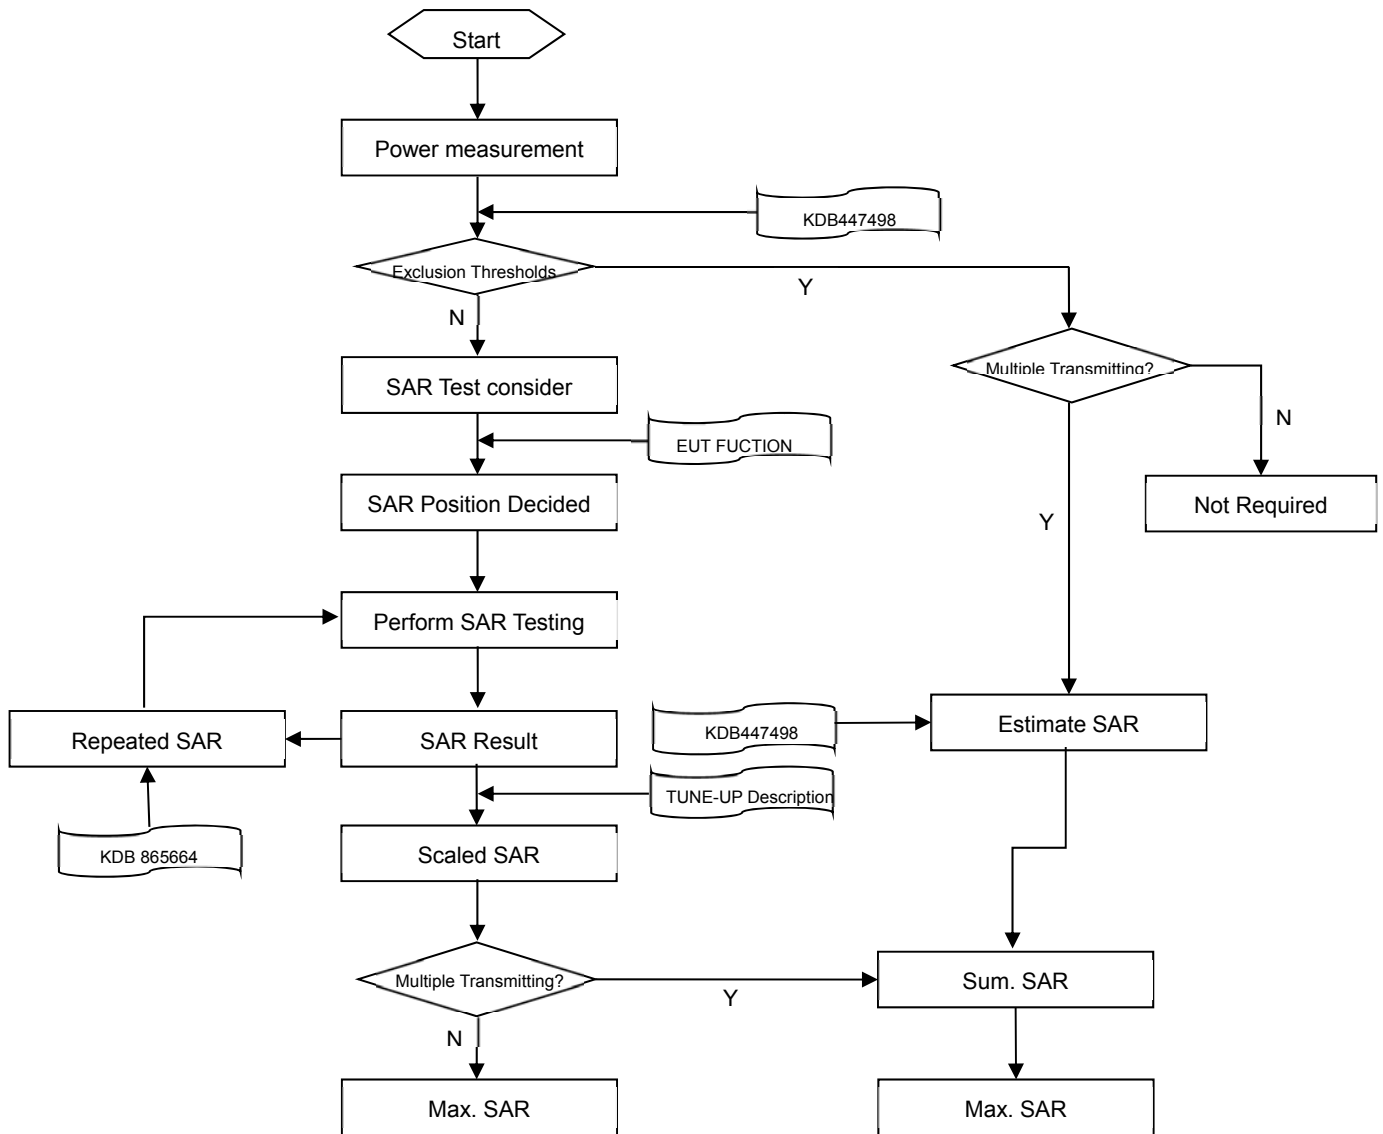 Start
Power measurement
KDB447498
Exclusion Thresholds
Y
N
Multiple Transmitting?
SAR Test consider
N
EUT FUCTION
SAR Position Decided
Not Required
Y
Perform SAR Testing
Repeated SAR
SAR Result
KDB447498
Estimate SAR
TUNE-UP Description
KDB 865664
Scaled SAR
Multiple Transmitting?
Y
Sum. SAR
N
Max. SAR
Max. SAR